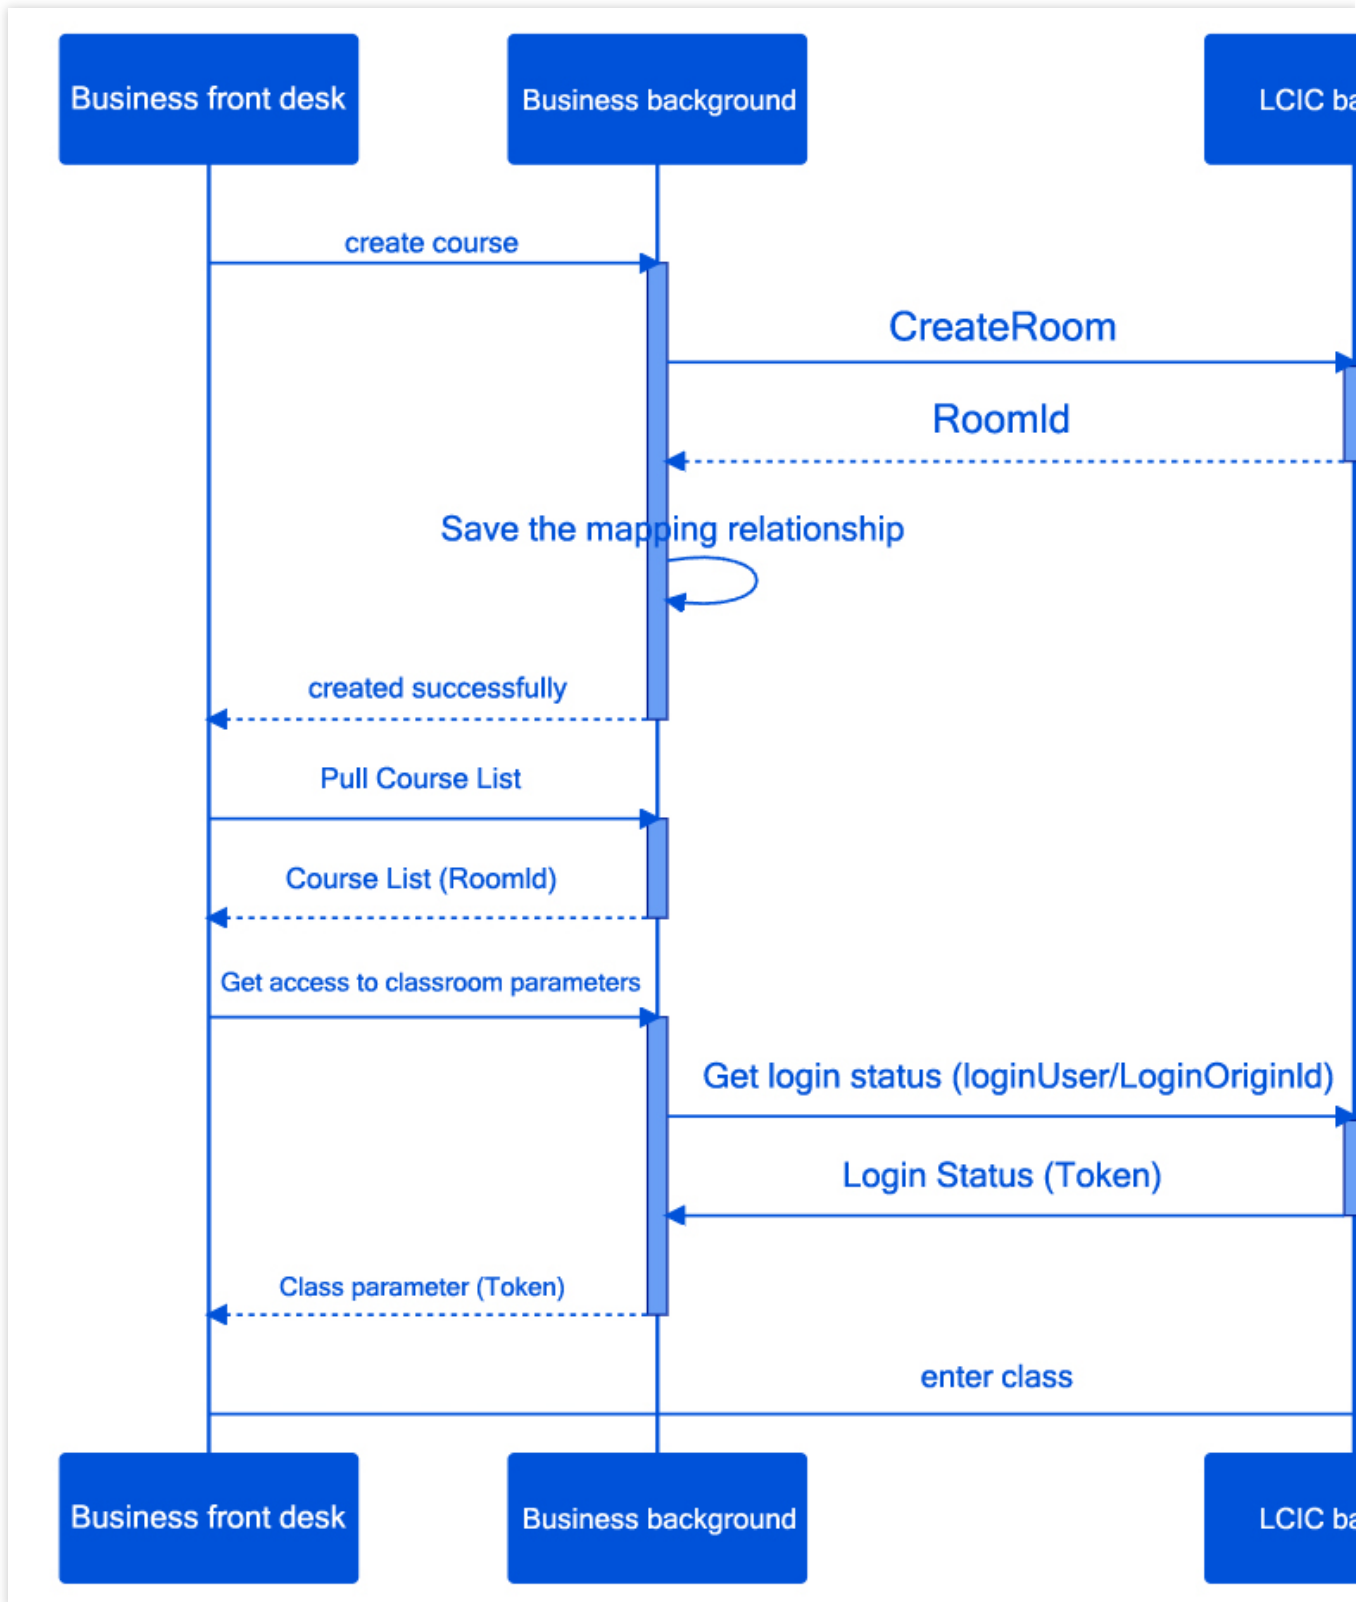 Business front desk
Business background
LCIC ba
create course
CreateRoom
RoomId
Save the mapping relationship
created successfully
Pull Course List
Course List (RoomId)
Get access to classroom parameters
Get login status (loginUser/LoginOriginId)
Login Status (Token)
Class parameter (Token)
enter class
Business front desk
Business background
LCIC ba